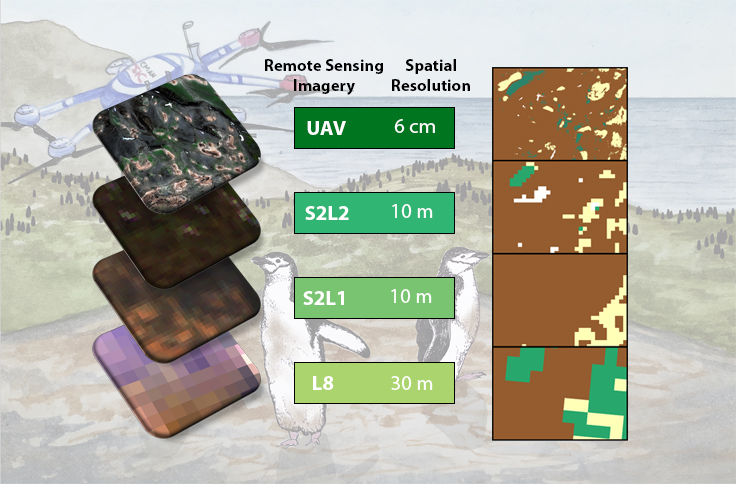 Remote Sensing Spatial
Imagery Resolution
UAV 6 cm
S2L2 10 m
S2L1 10 m
L8 30 m